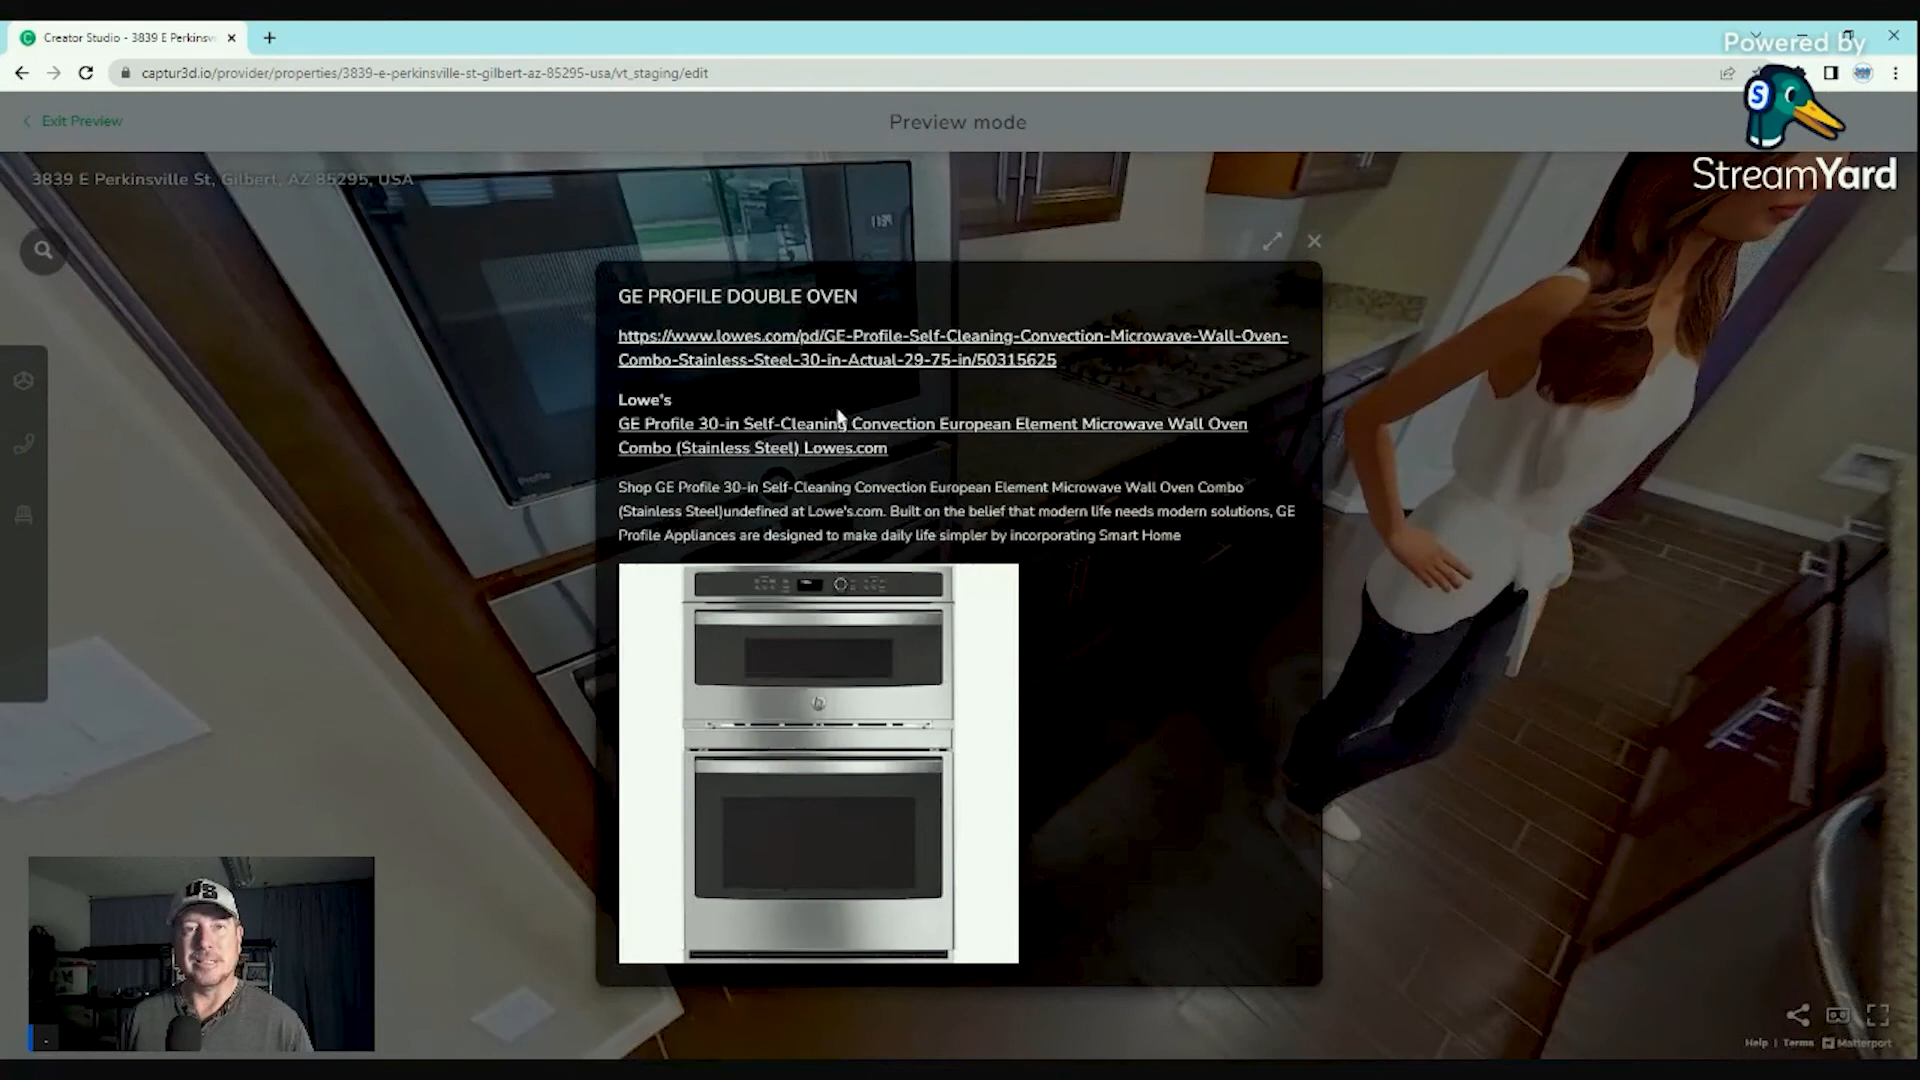 Creator Studio - 3839 E Perkinsv
Powered by
captur3d.io/provider/properties/3839-e-perkinsville-st-gilbert-az-85295-usa/vt_staging/edit
S
Exit Preview
Preview mode
StreamYard
3839 E Perkinsville St, Gilbert, AZ 85295, USA
GE PROFILE DOUBLE OVEN
https://www.lowes.com/pd/GE-Profile-Self-Cleaning-Convection-Microwave-Wall-Oven-
Combo-Stainless-Steel-30-in-Actual-29-75-in/50315625
Lowe's
GE Profile 30-in Self-Cleaning Convection European Element Microwave Wall Oven
Combo (Stainless Steel) Lowes.com
Profile
Shop GE Profile 30-in Self-Cleaning Convection European Element Microwave Wall Oven Combo
(Stainless Steel)undefined at Lowe's.com. Built on the belief that modern life needs modern solutions, GE
Profile Appliances are designed to make daily life simpler by incorporating Smart Home
US
Help | Terms Matterport